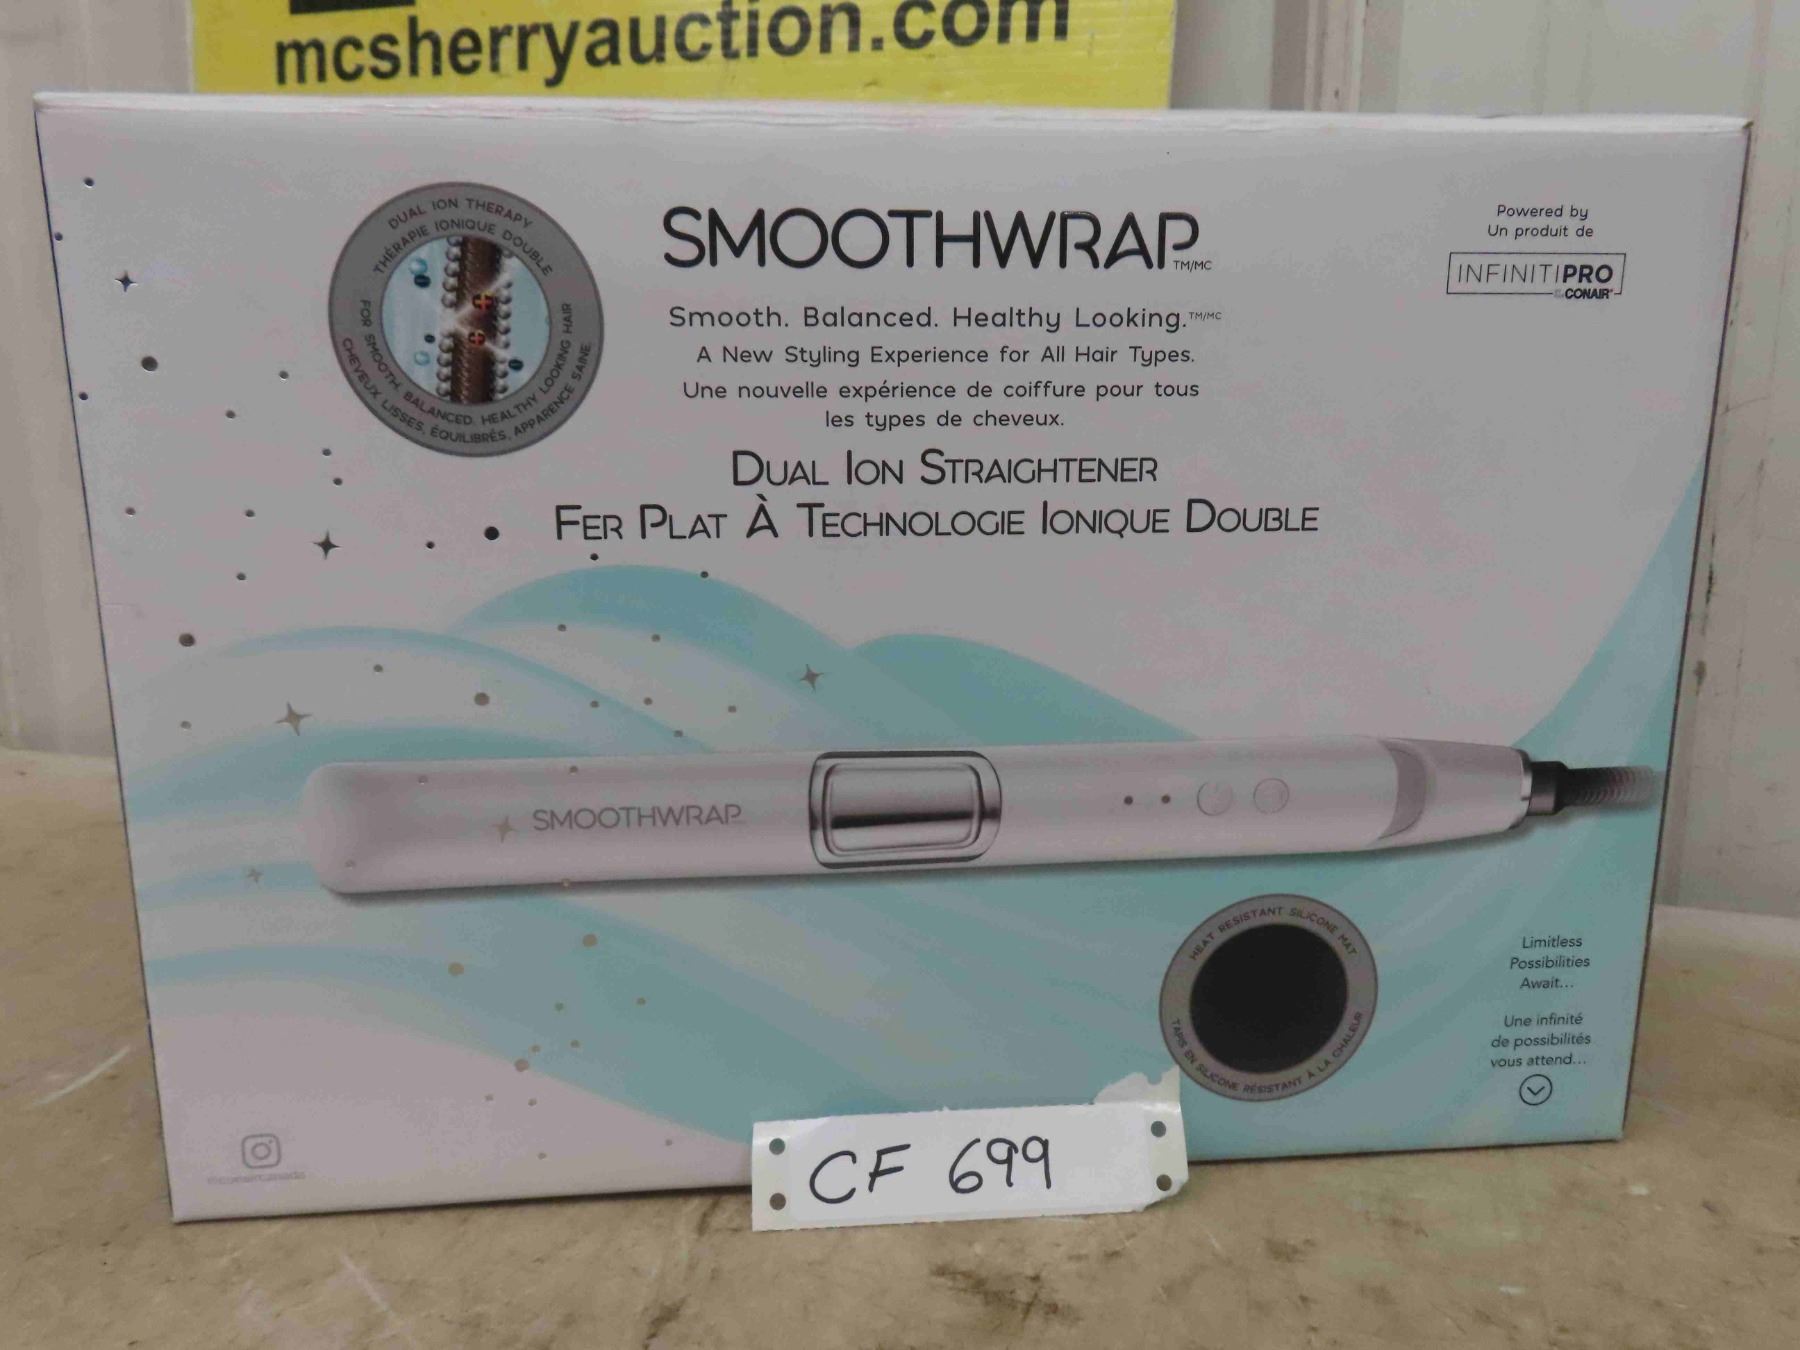 mcsherryauction.com
DUAL ION THERAPY
THÉRAPIE IONIQUE DOUBLE
FOR SMOOTH, BALANCED, HEALTHY LOOKING HAIR
CHEVEUX LISSES, ÉQUILIBRÉS, APPARENCE SAINE
SMOOTHWRAP TM/MC
Smooth. Balanced. Healthy Looking.TM/MC
A New Styling Experience for All Hair Types.
Une nouvelle expérience de coiffure pour tous
les types de cheveux.
DUAL ION STRAIGHTENER
FER PLAT À TECHNOLOGIE IONIQUE DOUBLE
Powered by
Un produit de
INFINITIPRO
CONAIR
SMOOTHWRAP
HEAT RESISTANT SILICONE MAT
TAPIS EN SILICONE RÉSISTANT À LA CHALEUR
Limitless
Possibilities
Await...
Une infinité
de possibilités
vous attend...
CF 699